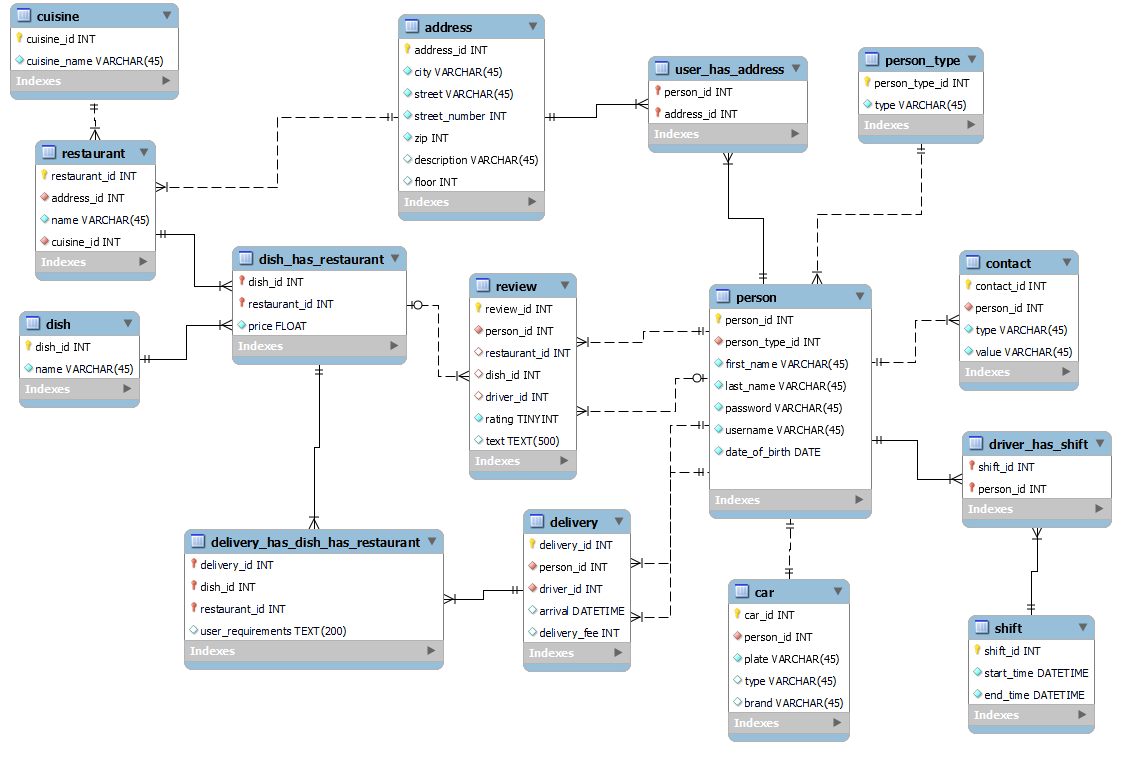 cuisine
cuisine_id INT
cuisine_name VARCHAR(45)
Indexes
address
address_id INT
city VARCHAR(45)
street VARCHAR(45)
street_number INT
zip INT
description VARCHAR(45)
floor INT
Indexes
user_has_address
person_id INT
address_id INT
Indexes
person_type
person_type_id INT
type VARCHAR(45)
Indexes
restaurant
restaurant_id INT
address_id INT
name VARCHAR(45)
cuisine_id INT
Indexes
dish_has_restaurant
dish_id INT
restaurant_id INT
price FLOAT
Indexes
dish
dish_id INT
name VARCHAR(45)
Indexes
review
review_id INT
person_id INT
restaurant_id INT
dish_id INT
driver_id INT
rating TINYINT
text TEXT(500)
Indexes
person
person_id INT
person_type_id INT
first_name VARCHAR(45)
last_name VARCHAR(45)
password VARCHAR(45)
username VARCHAR(45)
date_of_birth DATE
Indexes
contact
contact_id INT
person_id INT
type VARCHAR(45)
value VARCHAR(45)
Indexes
driver_has_shift
shift_id INT
person_id INT
Indexes
delivery_has_dish_has_restaurant
delivery_id INT
dish_id INT
restaurant_id INT
user_requirements TEXT(200)
Indexes
delivery
delivery_id INT
person_id INT
driver_id INT
arrival DATETIME
delivery_fee INT
Indexes
car
car_id INT
person_id INT
plate VARCHAR(45)
type VARCHAR(45)
brand VARCHAR(45)
Indexes
shift
shift_id INT
start_time DATETIME
end_time DATETIME
Indexes